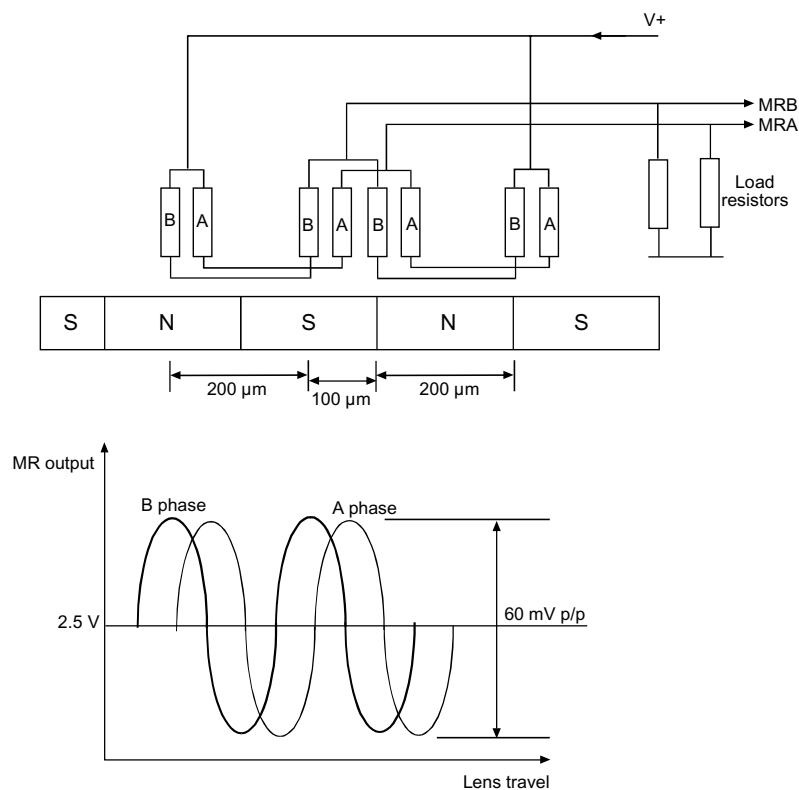 V+
MRB
MRA
Load
resistors
B A B A B A B A
S N S N S
200 µm 100 µm 200 µm
MR output
B phase A phase
2.5 V
60 mV p/p
Lens travel